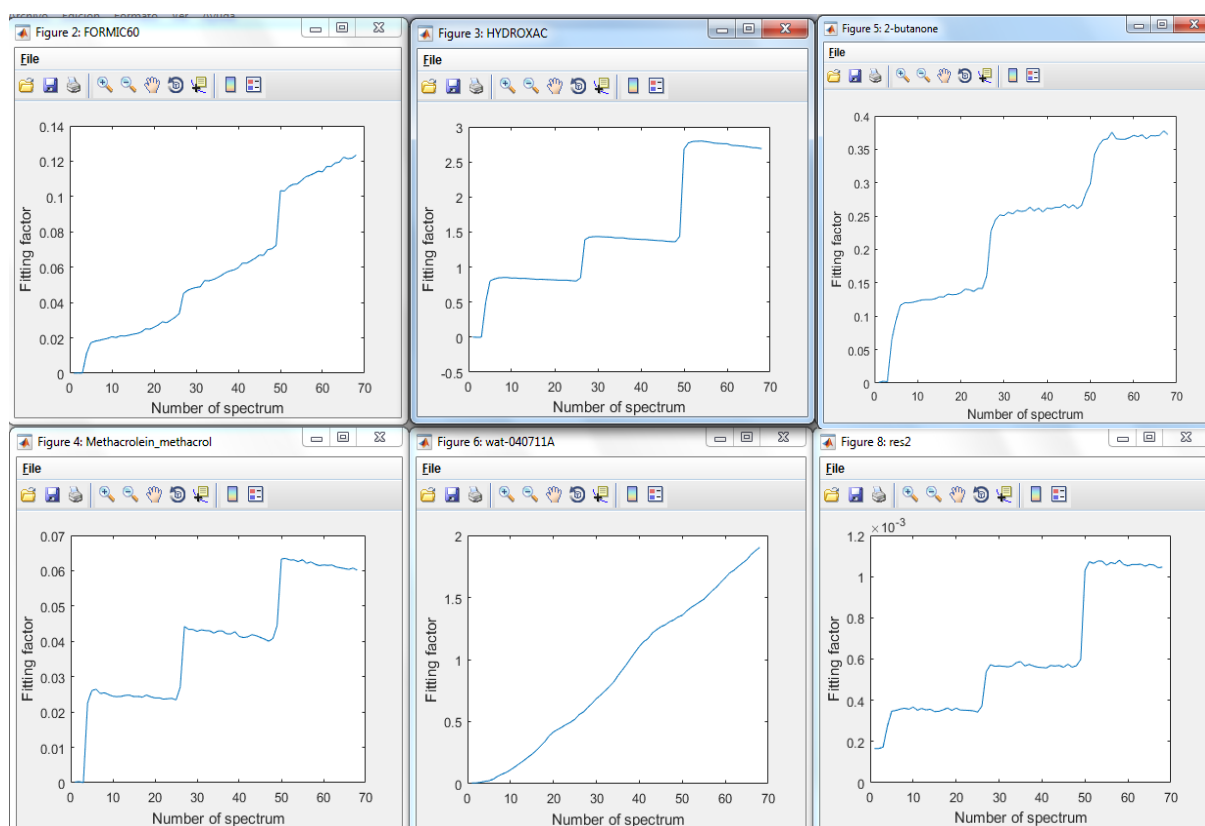 Archivo Edición Formato Ver Ayuda
Figure 2: FORMIC60
File
0.14
0.12
0.1
0.08
0.06
0.04
0.02
0
Fitting factor
0 10 20 30 40 50 60 70
Number of spectrum
Figure 3: HYDROXAC
File
3
2.5
2
1.5
1
0.5
0
-0.5
Fitting factor
0 10 20 30 40 50 60 70
Number of spectrum
Figure 5: 2-butanone
File
0.4
0.35
0.3
0.25
0.2
0.15
0.1
0.05
0
Fitting factor
0 10 20 30 40 50 60 70
Number of spectrum
Figure 4: Methacrolein_methacrol
File
0.07
0.06
0.05
0.04
0.03
0.02
0.01
0
Fitting factor
0 10 20 30 40 50 60 70
Number of spectrum
Figure 6: wat-040711A
File
2
1.5
1
0.5
0
Fitting factor
0 10 20 30 40 50 60 70
Number of spectrum
Figure 8: res2
File
×10⁻³
1.2
1
0.8
0.6
0.4
0.2
0
Fitting factor
0 10 20 30 40 50 60 70
Number of spectrum